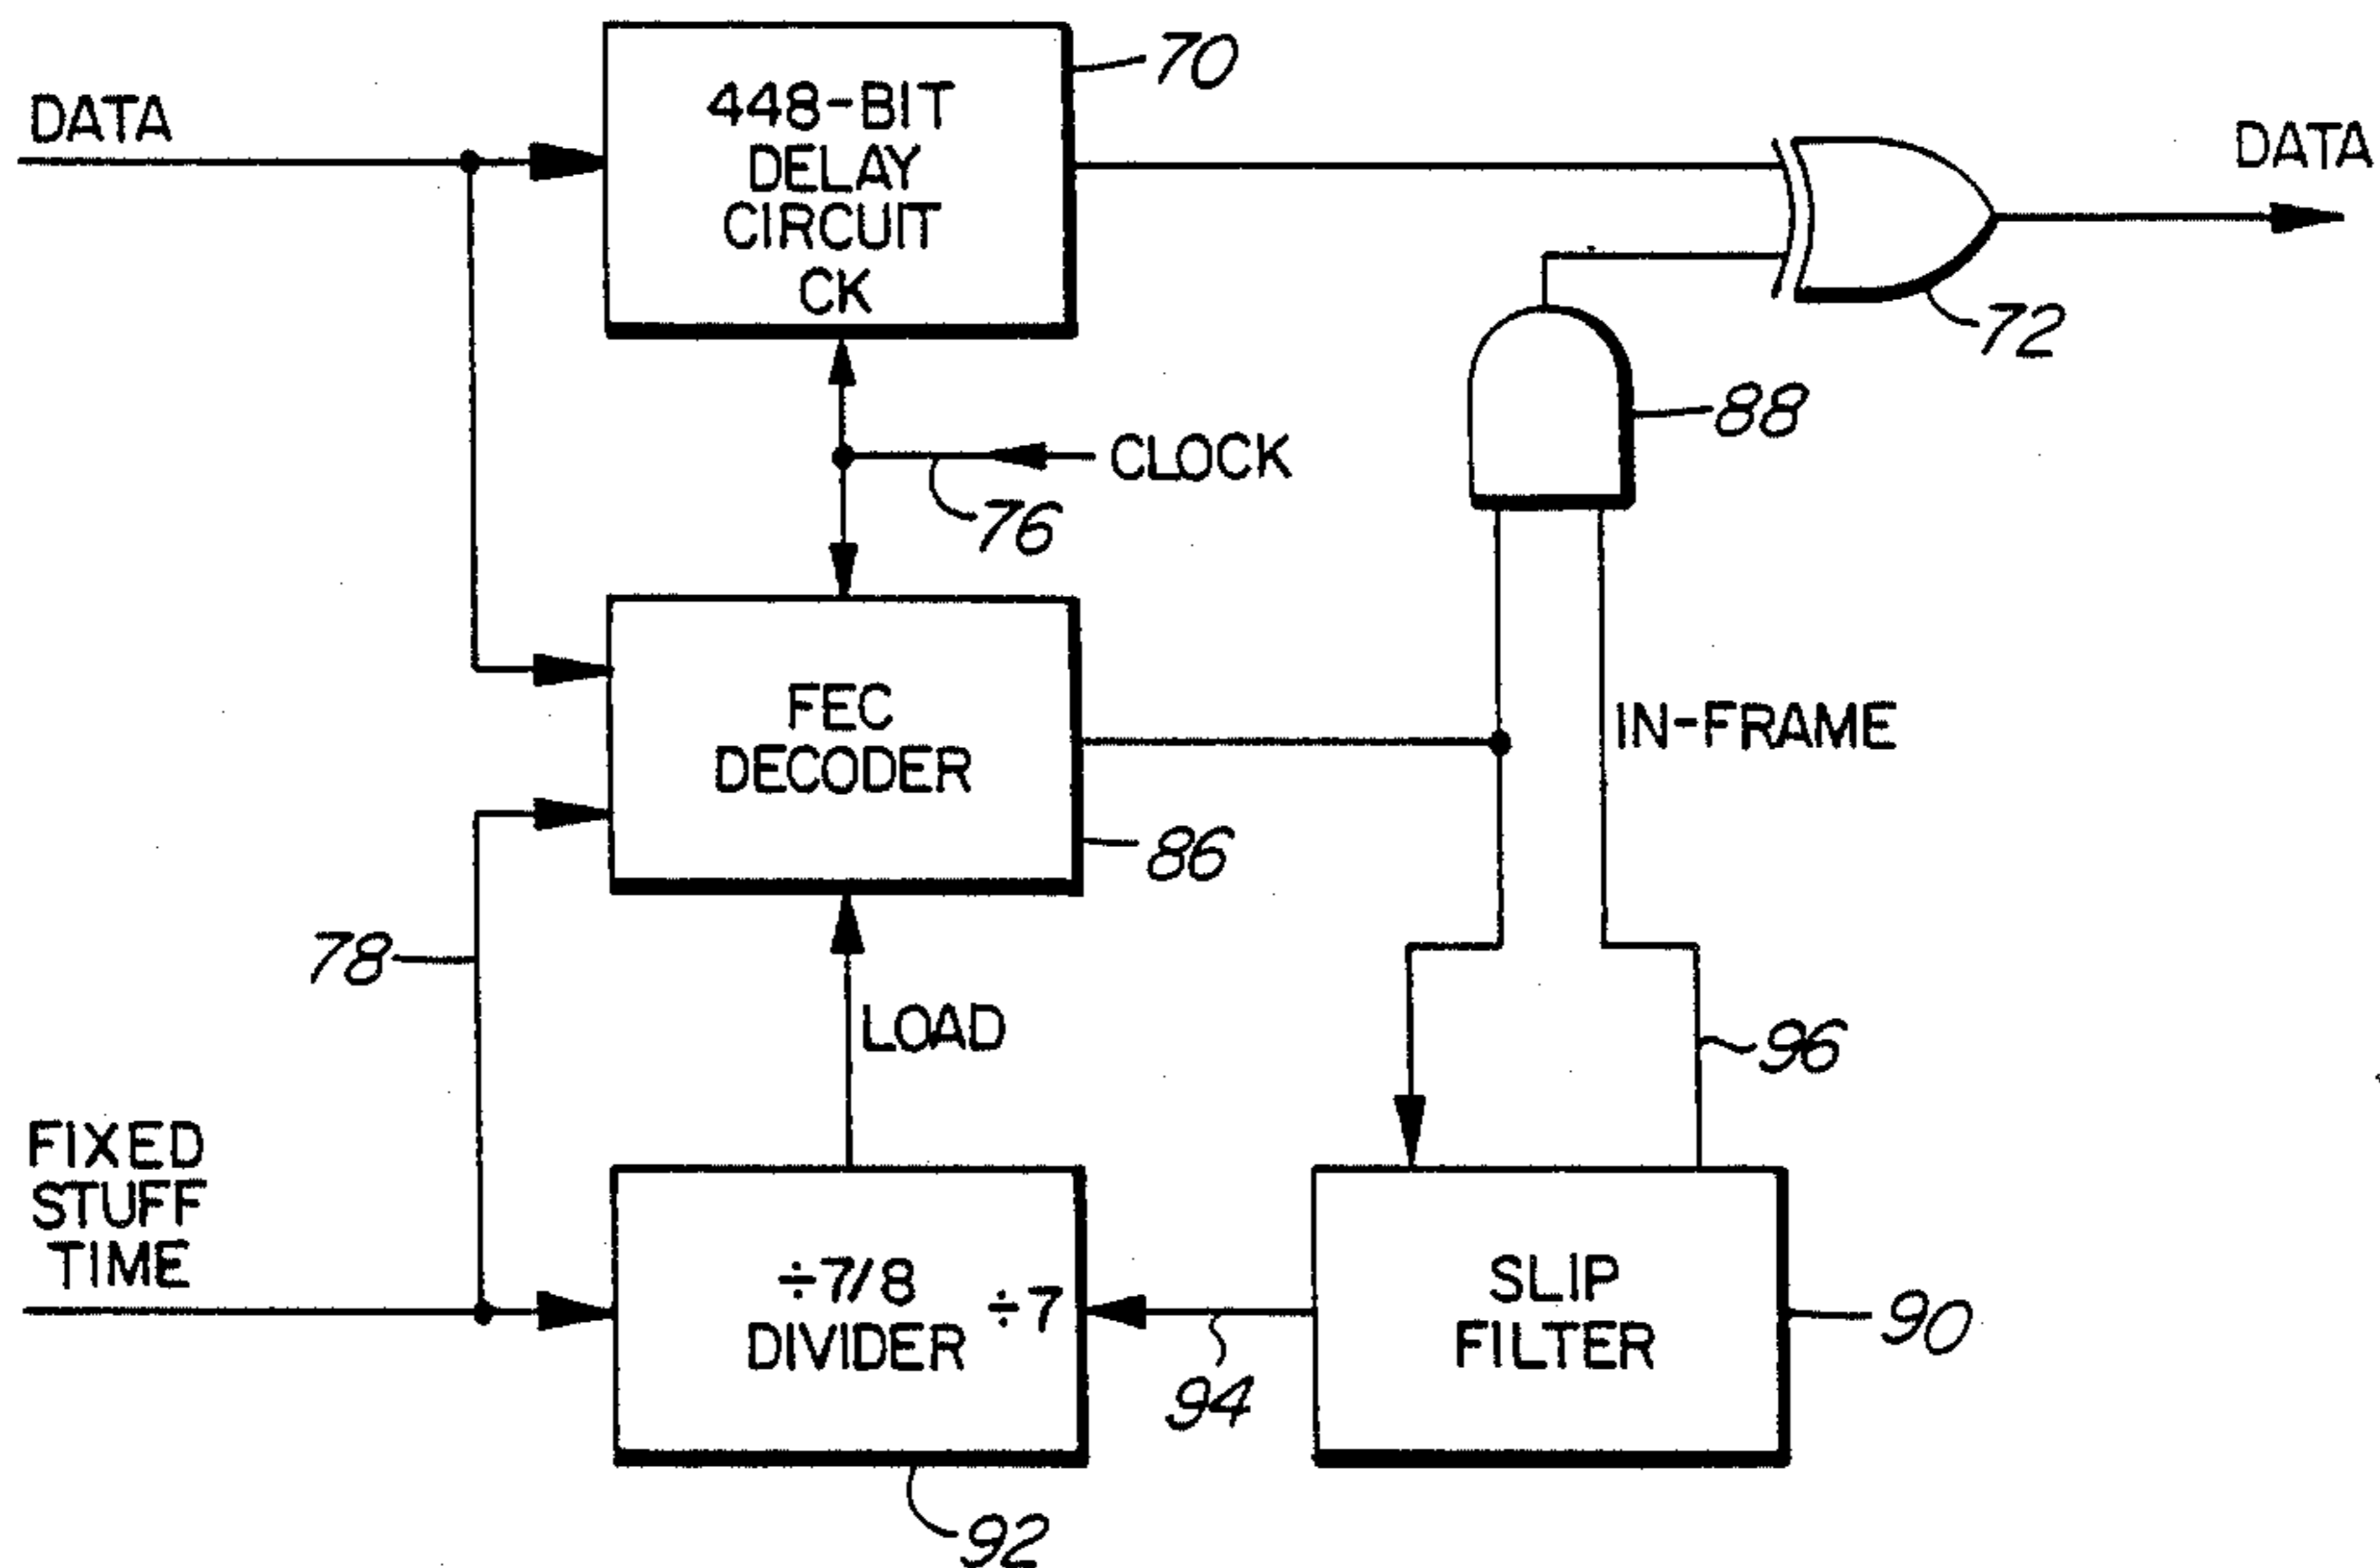 DATA
448-BIT
DELAY
CIRCUIT
CK
70
DATA
72
88
CLOCK
76
FEC
DECODER
86
IN-FRAME
78
LOAD
96
FIXED
STUFF
TIME
÷7/8
DIVIDER
÷7
94
SLIP
FILTER
90
92